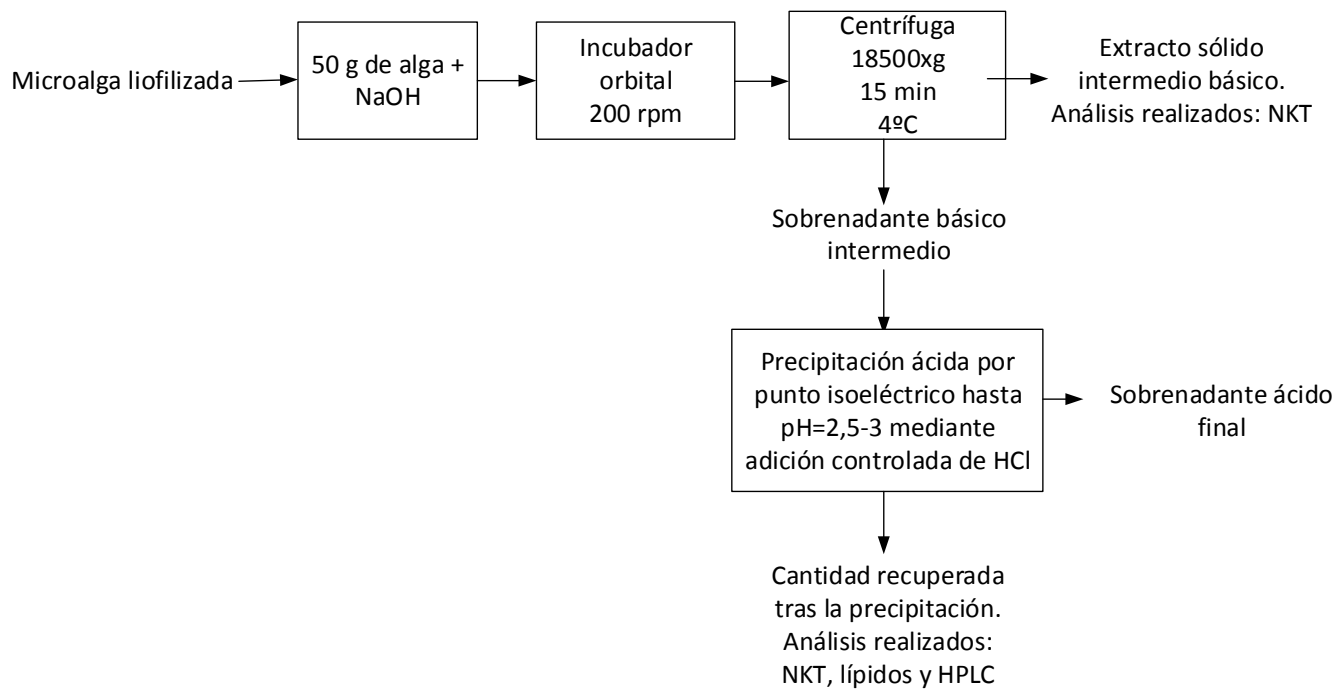 Microalga liofilizada
50 g de alga +
NaOH
Incubador
orbital
200 rpm
Centrífuga
18500xg
15 min
4ºC
Extracto sólido
intermedio básico.
Análisis realizados: NKT
Sobrenadante básico
intermedio
Precipitación ácida por
punto isoeléctrico hasta
pH=2,5-3 mediante
adición controlada de HCl
Sobrenadante ácido
final
Cantidad recuperada
tras la precipitación.
Análisis realizados:
NKT, lípidos y HPLC